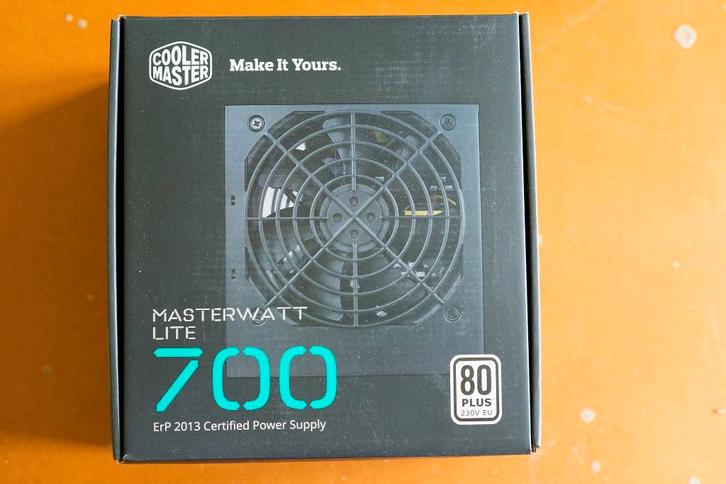 COOLER
MASTER
Make It Yours.
MASTERWATT
LITE
700
ErP 2013 Certified Power Supply
80
PLUS
230V EU